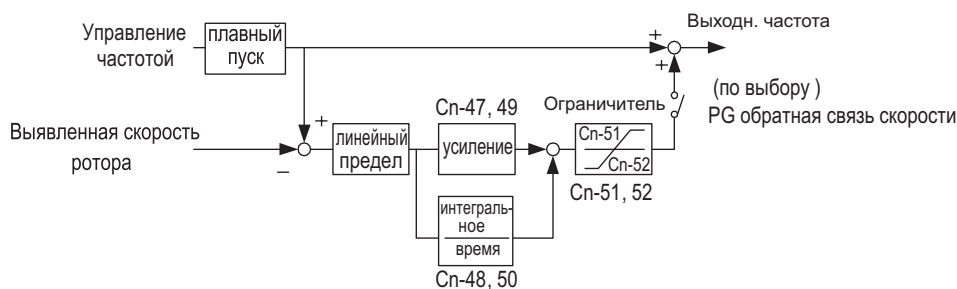 Управление
частотой
плавный
пуск
+
+
Выходн. частота
(по выбору )
PG обратная связь скорости
Выявленная скорость
ротора
+
–
линейный
предел
Cn-47, 49
усиление
Ограничитель
Cn-51
Cn-52
Cn-51, 52
интеграль-
ное
время
Cn-48, 50